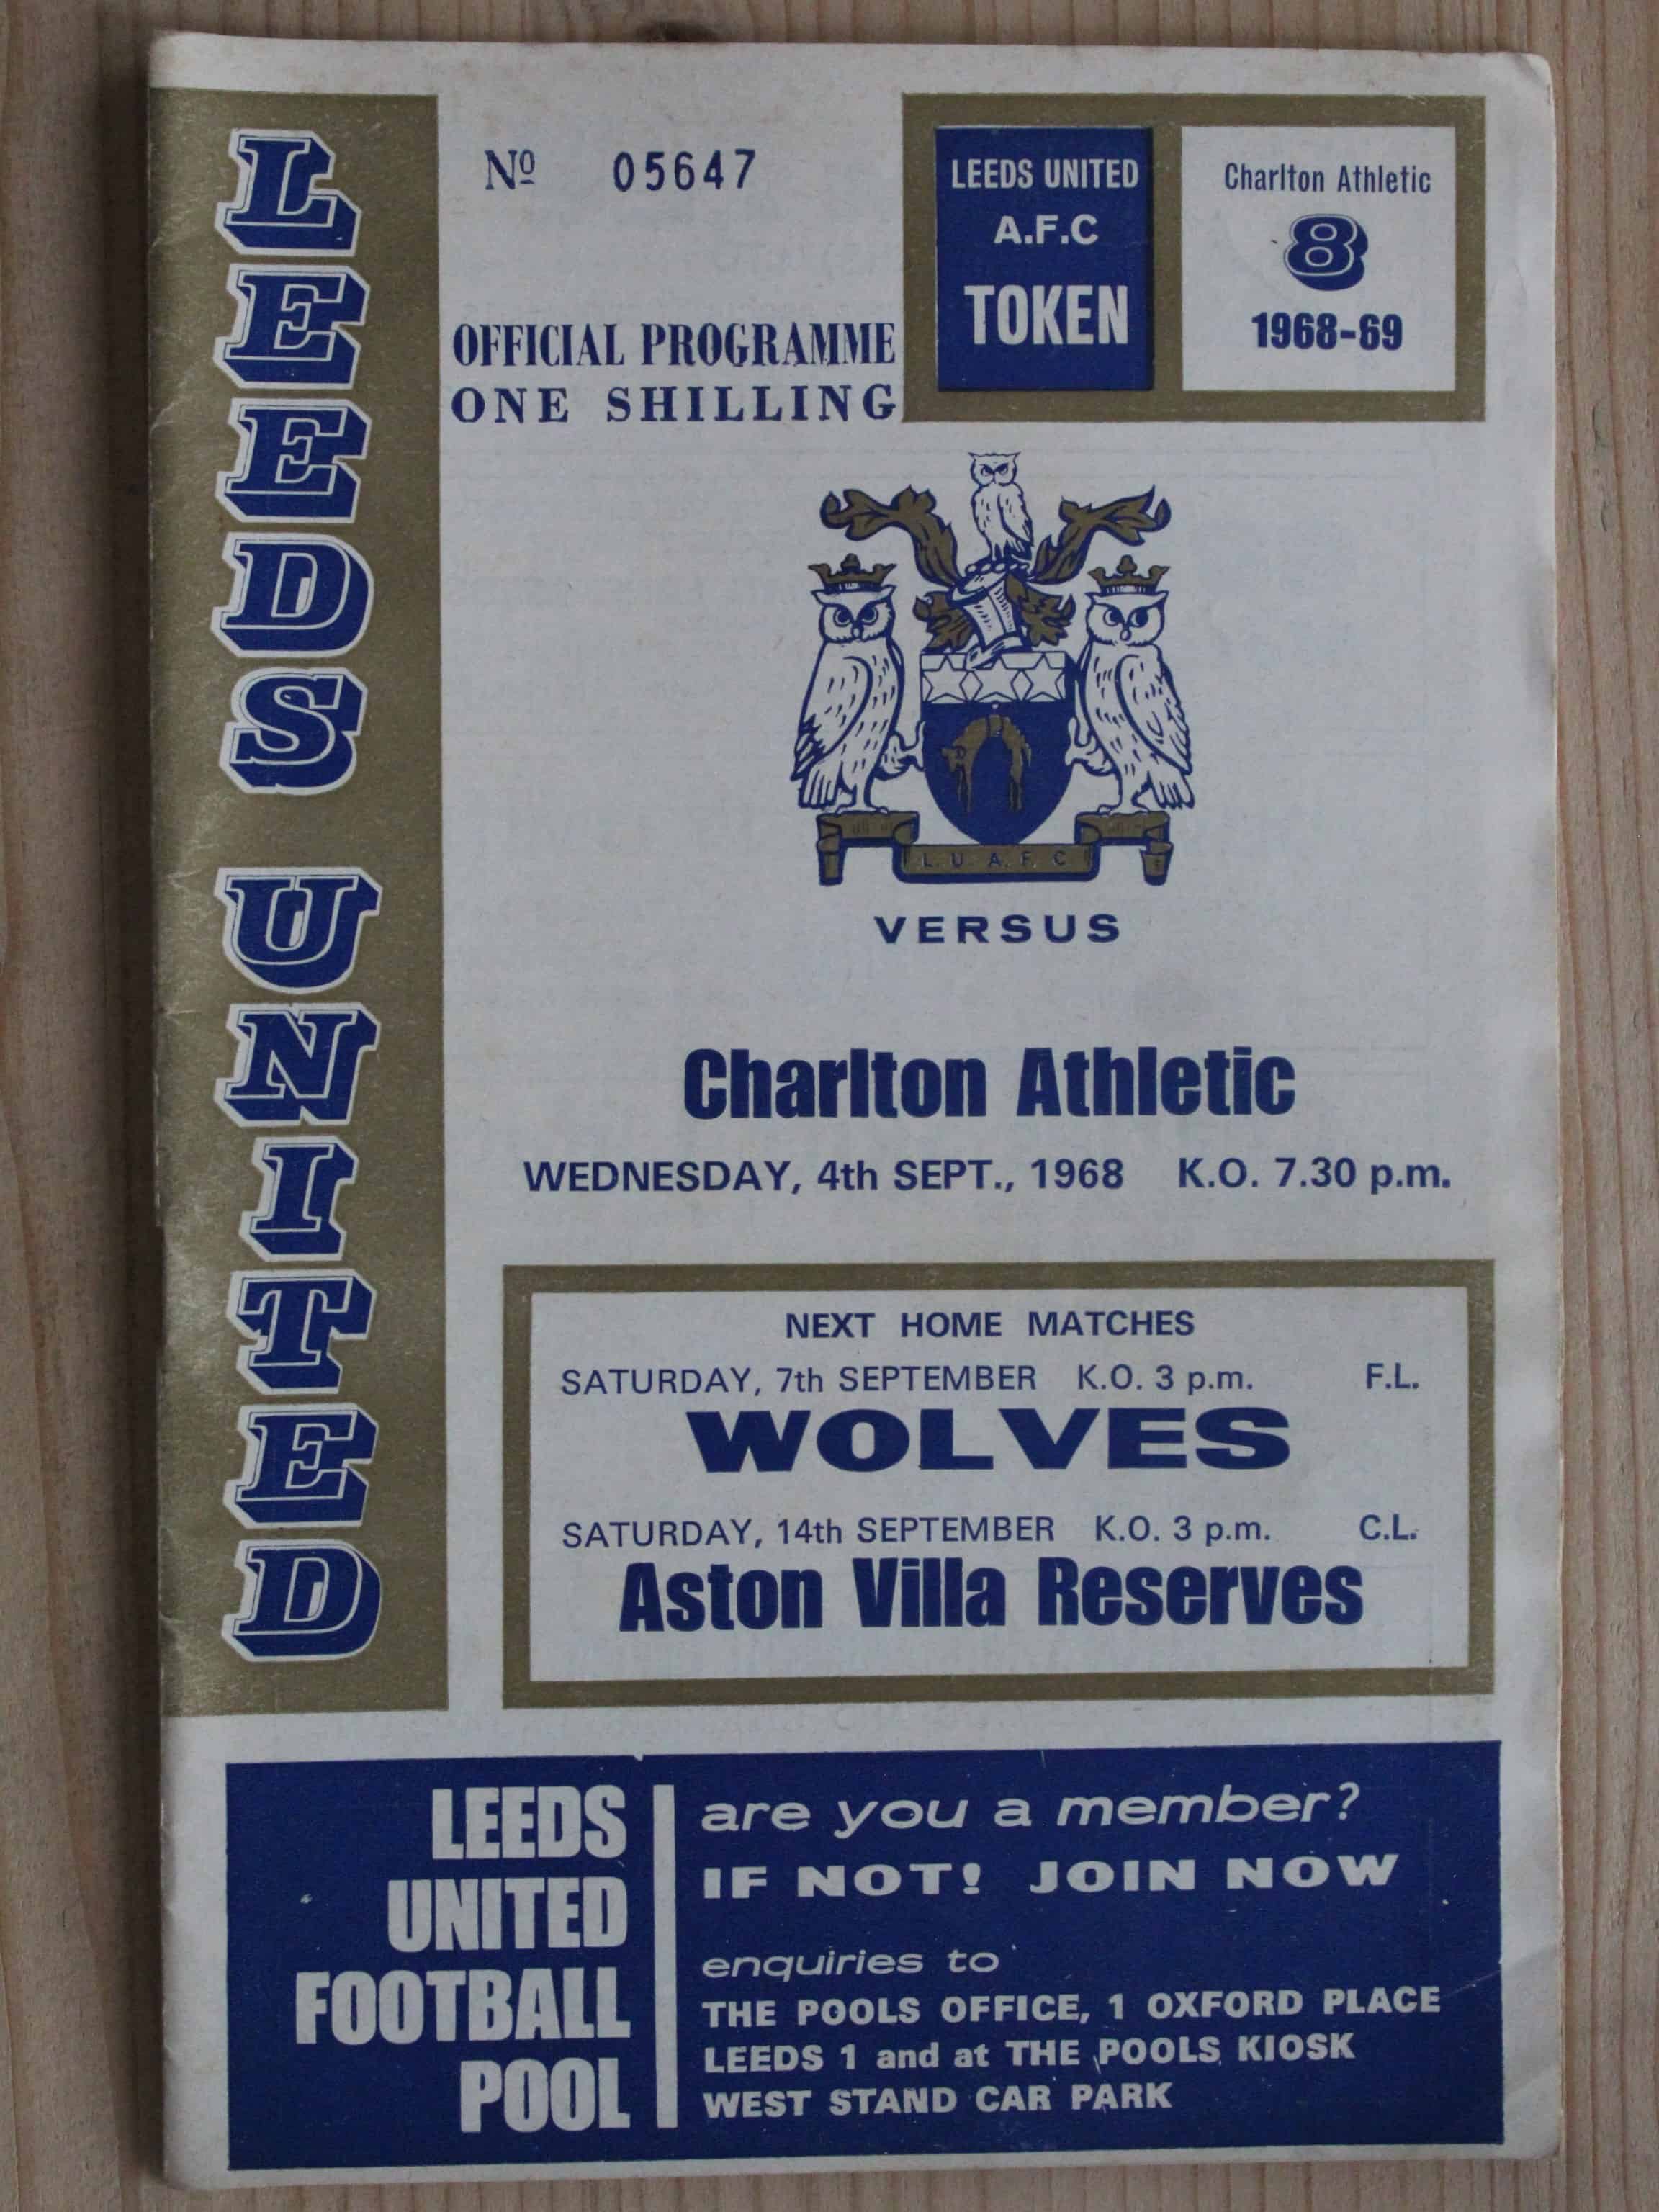 LEEDS UNITED
Nº 05647
OFFICIAL PROGRAMME
ONE SHILLING
LEEDS UNITED
A.F.C
TOKEN
Charlton Athletic
8
1968-69
L. U. A. F. C
VERSUS
Charlton Athletic
WEDNESDAY, 4th SEPT., 1968 K.O. 7.30 p.m.
NEXT HOME MATCHES
SATURDAY, 7th SEPTEMBER K.O. 3 p.m. F.L.
WOLVES
SATURDAY, 14th SEPTEMBER K.O. 3 p.m. C.L.
Aston Villa Reserves
LEEDS
UNITED
FOOTBALL
POOL
are you a member?
IF NOT! JOIN NOW
enquiries to
THE POOLS OFFICE, 1 OXFORD PLACE
LEEDS 1 and at THE POOLS KIOSK
WEST STAND CAR PARK